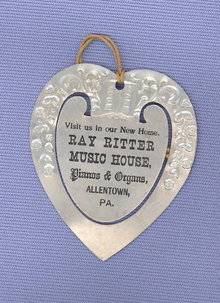 Visit us in our New Home.
RAY RITTER
MUSIC HOUSE,
Pianos & Organs,
ALLENTOWN,
PA.